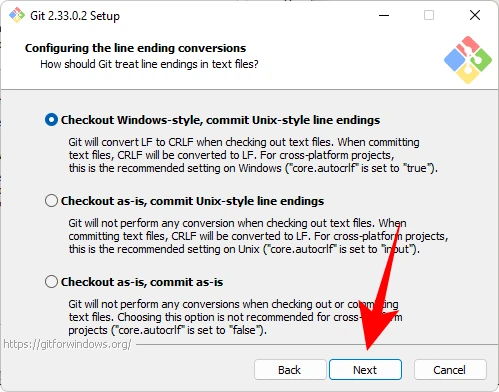 Git 2.33.0.2 Setup
Configuring the line ending conversions
How should Git treat line endings in text files?
Checkout Windows-style, commit Unix-style line endings
Git will convert LF to CRLF when checking out text files. When committing
text files, CRLF will be converted to LF. For cross-platform projects,
this is the recommended setting on Windows ("core.autocrlf" is set to "true").
Checkout as-is, commit Unix-style line endings
Git will not perform any conversion when checking out text files. When
committing text files, CRLF will be converted to LF. For cross-platform projects,
this is the recommended setting on Unix ("core.autocrlf" is set to "input").
Checkout as-is, commit as-is
Git will not perform any conversions when checking out or committing
text files. Choosing this option is not recommended for cross-platform
projects ("core.autocrlf" is set to "false").
https://gitforwindows.org/
Back
Next
Cancel